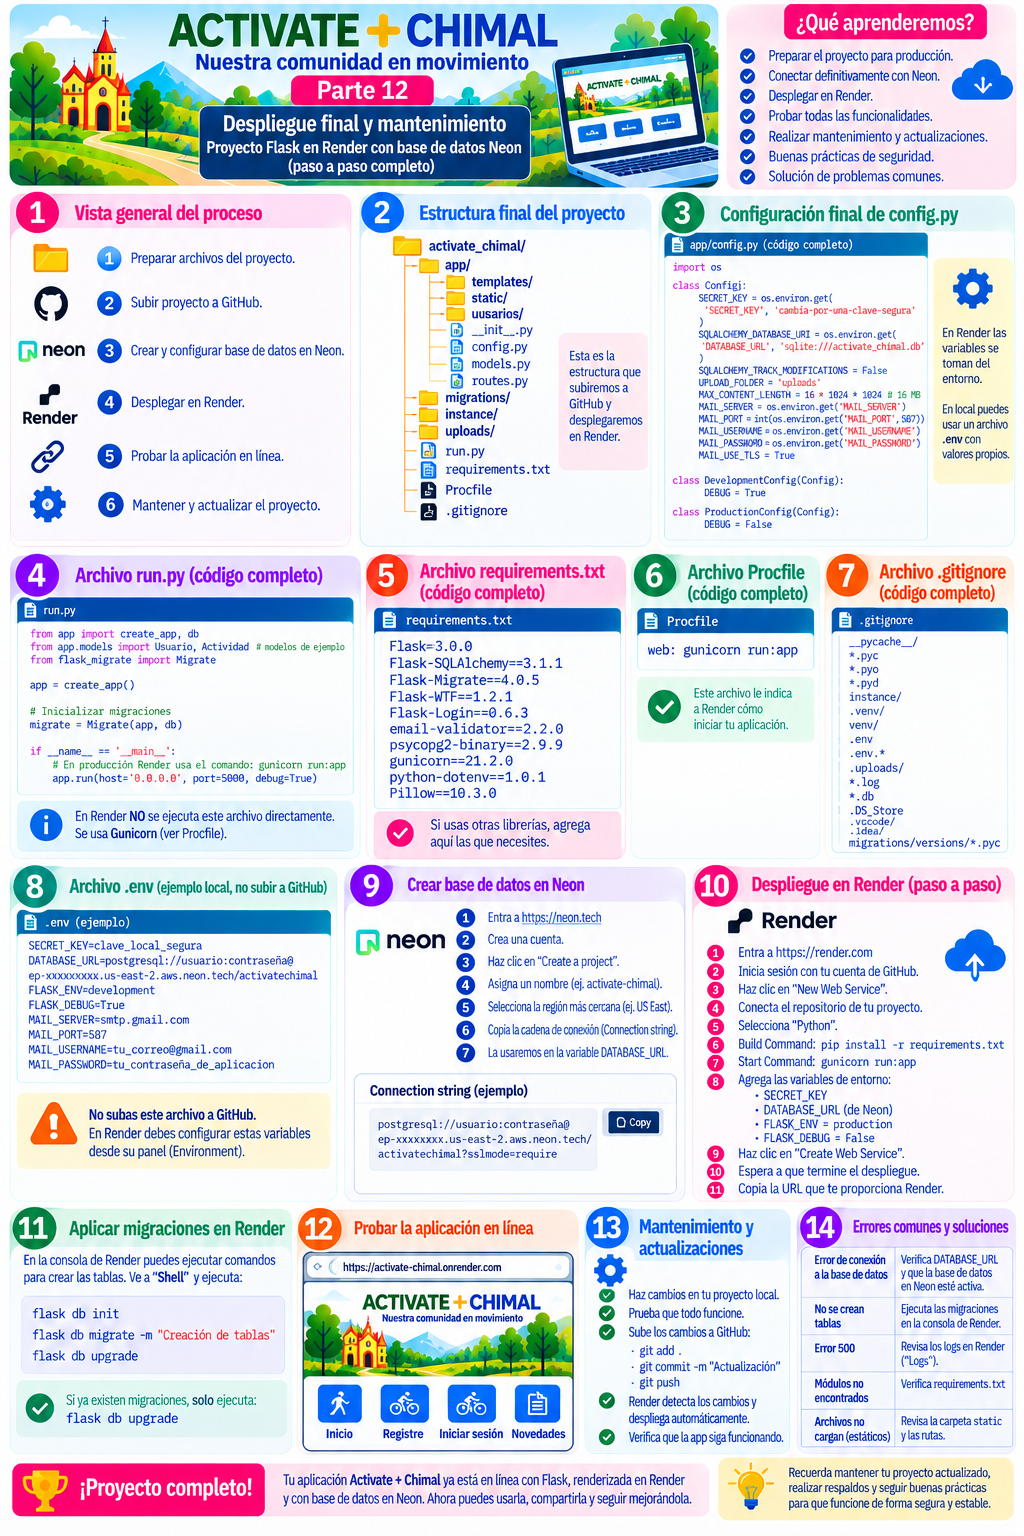 ACTIVATE + CHIMAL
Nuestra comunidad en movimiento
Parte 12
Despliegue final y mantenimiento
Proyecto Flask en Render con base de datos Neon
(paso a paso completo)
ACTIVATE+CHIMAL
¿Qué aprenderemos?
Preparar el proyecto para producción.
Conectar definitivamente con Neon.
Desplegar en Render.
Probar todas las funcionalidades.
Realizar mantenimiento y actualizaciones.
Buenas prácticas de seguridad.
Solución de problemas comunes.
1 Vista general del proceso
1 Preparar archivos del proyecto.
2 Subir proyecto a GitHub.
neon 3 Crear y configurar base de datos en Neon.
Render 4 Desplegar en Render.
5 Probar la aplicación en línea.
6 Mantener y actualizar el proyecto.
2 Estructura final del proyecto
activate_chimal/
app/
templates/
static/
uusarios/
__init__.py
config.py
models.py
routes.py
migrations/
instance/
uploads/
run.py
requirements.txt
Procfile
.gitignore
Esta es la
estructura que
subiremos a
GitHub y
desplegaremos
en Render.
3 Configuración final de config.py
app/config.py (código completo)
import os
class Config:
SECRET_KEY = os.environ.get(
'SECRET_KEY', 'cambia-por-una-clave-segura'
)
SQLALCHEMY_DATABASE_URI = os.environ.get(
'DATABASE_URL', 'sqlite:///activate_chimal.db'
)
SQLALCHEMY_TRACK_MODIFICATIONS = False
UPLOAD_FOLDER = 'uploads'
MAX_CONTENT_LENGTH = 16 * 1024 * 1024 # 16 MB
MAIL_SERVER = os.environ.get('MAIL_SERVER')
MAIL_PORT = int(os.environ.get('MAIL_PORT',587))
MAIL_USERNAME = os.environ.get('MAIL_USERNAME')
MAIL_PASSWORD = os.environ.get('MAIL_PASSWORD')
MAIL_USE_TLS = True
class DevelopmentConfig(Config):
DEBUG = True
class ProductionConfig(Config):
DEBUG = False
En Render las
variables se
toman del
entorno.
En local puedes
usar un archivo
.env con
valores propios.
4 Archivo run.py (código completo)
run.py
from app import create_app, db
from app.models import Usuario, Actividad # modelos de ejemplo
from flask_migrate import Migrate
app = create_app()
# Inicializar migraciones
migrate = Migrate(app, db)
if __name__ == '__main__':
# En producción Render usa el comando: gunicorn run:app
app.run(host='0.0.0.0', port=5000, debug=True)
En Render NO se ejecuta este archivo directamente.
Se usa Gunicorn (ver Procfile).
5 Archivo requirements.txt
(código completo)
requirements.txt
Flask=3.0.0
Flask-SQLAlchemy==3.1.1
Flask-Migrate==4.0.5
Flask-WTF==1.2.1
Flask-Login==0.6.3
email-validator==2.2.0
psycopg2-binary==2.9.9
gunicorn==21.2.0
python-dotenv==1.0.1
Pillow==10.3.0
Si usas otras librerías, agrega
aquí las que necesites.
6 Archivo Procfile
(código completo)
Procfile
web: gunicorn run:app
Este archivo le indica
a Render cómo
iniciar tu aplicación.
7 Archivo .gitignore
(código completo)
.gitignore
__pycache__/
*.pyc
*.pyo
*.pyd
instance/
.venv/
venv/
.env
.env.*
.uploads/
*.log
*.db
.DS_Store
.vccode/
.ıdea/
migrations/versions/*.pyc
8 Archivo .env (ejemplo local, no subir a GitHub)
.env (ejemplo)
SECRET_KEY=clave_local_segura
DATABASE_URL=postgresql://usuario:contraseña@
ep-xxxxxxxxx.us-east-2.aws.neon.tech/activatechimal
FLASK_ENV=development
FLASK_DEBUG=True
MAIL_SERVER=smtp.gmail.com
MAIL_PORT=587
MAIL_USERNAME=tu_correo@gmail.com
MAIL_PASSWORD=tu_contraseña_de_aplicacion
No subas este archivo a GitHub.
En Render debes configurar estas variables
desde su panel (Environment).
9 Crear base de datos en Neon
neon
1 Entra a https://neon.tech
2 Crea una cuenta.
3 Haz clic en "Create a project".
4 Asigna un nombre (ej. activate-chimal).
5 Selecciona la región más cercana (ej. US East).
6 Copia la cadena de conexión (Connection string).
7 La usaremos en la variable DATABASE_URL.
Connection string (ejemplo)
postgresql://usuario:contraseña@
ep-xxxxxxxx.us-east-2.aws.neon.tech/
activatechimal?sslmode=require
Copy
10 Despliegue en Render (paso a paso)
Render
1 Entra a https://render.com
2 Inicia sesión con tu cuenta de GitHub.
3 Haz clic en "New Web Service".
4 Conecta el repositorio de tu proyecto.
5 Selecciona "Python".
6 Build Command: pip install -r requirements.txt
7 Start Command: gunicorn run:app
8 Agrega las variables de entorno:
• SECRET_KEY
• DATABASE_URL (de Neon)
• FLASK_ENV = production
• FLASK_DEBUG = False
9 Haz clic en "Create Web Service".
10 Espera a que termine el despliegue.
11 Copia la URL que te proporciona Render.
11 Aplicar migraciones en Render
En la consola de Render puedes ejecutar comandos
para crear las tablas. Ve a "Shell" y ejecuta:
flask db init
flask db migrate -m "Creación de tablas"
flask db upgrade
Si ya existen migraciones, solo ejecuta:
flask db upgrade
12 Probar la aplicación en línea
https://activate-chimal.onrender.com
ACTIVATE+CHIMAL
Nuestra comunidad en movimiento
Inicio Registre Iniciar sesión Novedades
13 Mantenimiento y
actualizaciones
Haz cambios en tu proyecto local.
Prueba que todo funcione.
Sube los cambios a GitHub:
· git add .
· git commit -m "Actualización"
· git push
Render detecta los cambios y
despliega automáticamente.
Verifica que la app siga funcionando.
14 Errores comunes y soluciones
Error de conexión
a la base de datos
Verifica DATABASE_URL
y que la base de datos
en Neon esté activa.
No se crean
tablas
Ejecuta las migraciones
en la consola de Render.
Error 500
Revisa los logs en Render
("Logs").
Módulos no
encontrados
Verifica requirements.txt
Archivos no
cargan (estáticos)
Revisa la carpeta static
y las rutas.
¡Proyecto completo!
Tu aplicación Activate + Chimal ya está en línea con Flask, renderizada en Render
y con base de datos en Neon. Ahora puedes usarla, compartirla y seguir mejorándola.
Recuerda mantener tu proyecto actualizado,
realizar respaldos y seguir buenas prácticas
para que funcione de forma segura y estable.